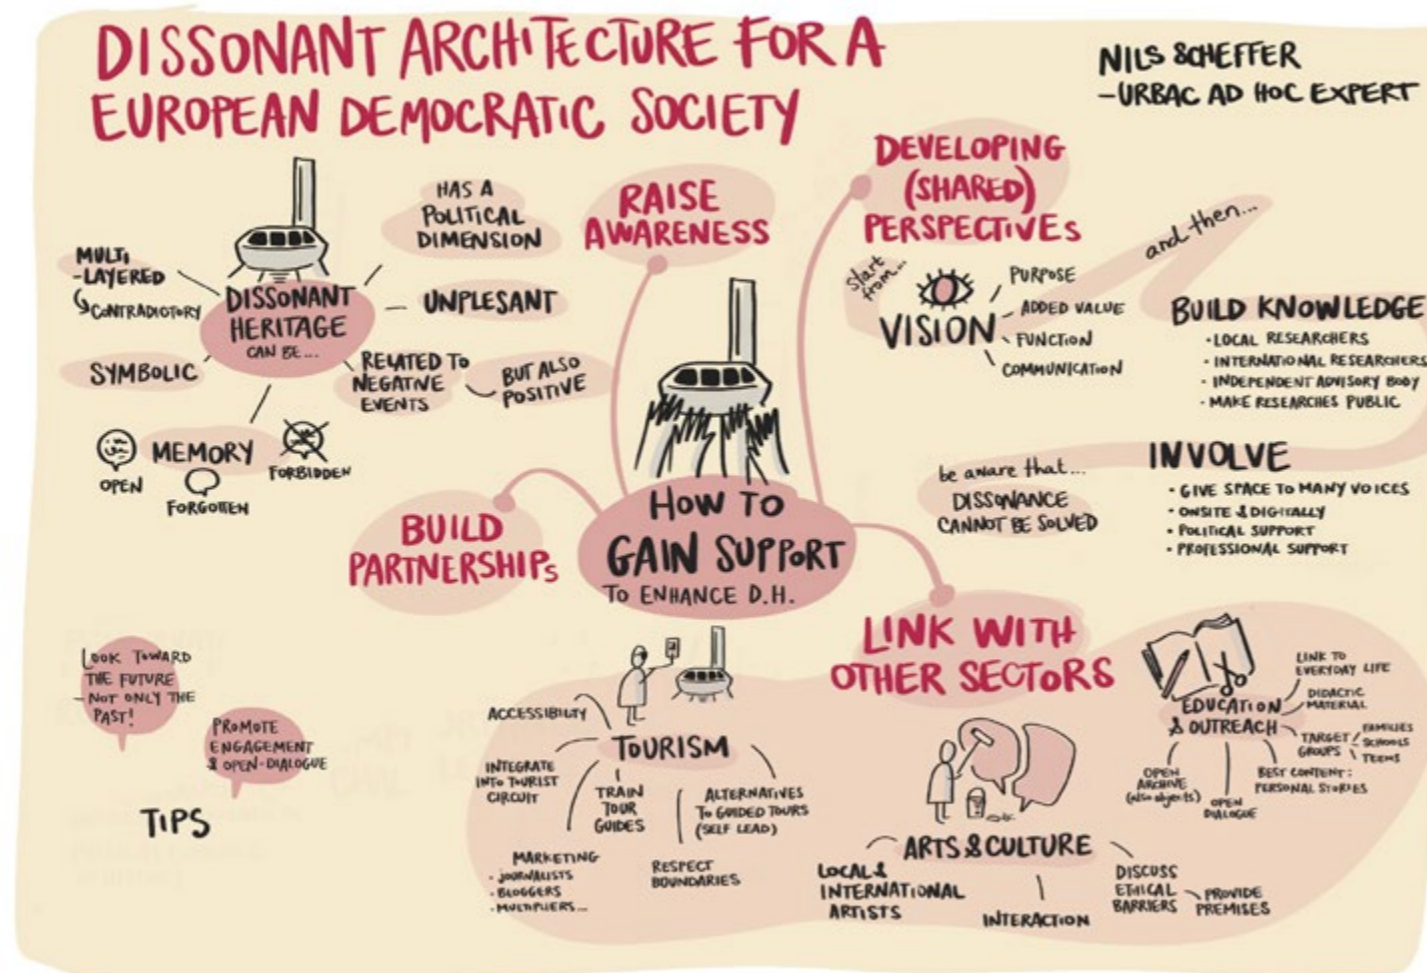 DISSONANT ARCHITECTURE FOR A
EUROPEAN DEMOCRATIC SOCIETY
NILS SCHEFFER
-URBAC AD HOC EXPERT
DISSONANT
HERITAGE
CAN BE...
MULTI
-LAYERED
CONTRADICTORY
SYMBOLIC
MEMORY
OPEN
FORGOTTEN
FORBIDDEN
HAS A
POLITICAL
DIMENSION
UNPLESANT
RELATED TO
NEGATIVE
EVENTS
BUT ALSO
POSITIVE
HOW TO
GAIN SUPPORT
TO ENHANCE D.H.
BUILD
PARTNERSHIPs
RAISE
AWARENESS
DEVELOPING
(SHARED)
PERSPECTIVEs
start
from...
VISION
PURPOSE
ADDED VALUE
FUNCTION
COMMUNICATION
and then...
BUILD KNOWLEDGE
• LOCAL RESEARCHERS
• INTERNATIONAL RESEARCHERS
• INDEPENDENT ADVISORY BODY
• MAKE RESEARCHES PUBLIC
INVOLVE
• GIVE SPACE TO MANY VOICES
• ONSITE & DIGITALLY
• POLITICAL SUPPORT
• PROFESSIONAL SUPPORT
be aware that...
DISSONANCE
CANNOT BE SOLVED
LINK WITH
OTHER SECTORS
TOURISM
ACCESSIBILTY
INTEGRATE
INTO TOURIST
CIRCUIT
TRAIN
TOUR
GUIDES
ALTERNATIVES
TO GUIDED TOURS
(SELF LEAD)
MARKETING
• JOURNALISTS
• BLOGGERS
• MULTIPLIERS...
RESPECT
BOUNDARIES
ARTS & CULTURE
LOCAL &
INTERNATIONAL
ARTISTS
INTERACTION
DISCUSS
ETHICAL
BARRIERS
PROVIDE
PREMISES
EDUCATION
& OUTREACH
LINK TO
EVERYDAY LIFE
DIDACTIC
MATERIAL
TARGET
GROUPS
FAMILIES
SCHOOLS
TEENS
BEST CONTENT:
PERSONAL STORIES
OPEN
DIALOGUE
OPEN
ARCHIVE
(also objects)
LOOK TOWARD
THE FUTURE
- NOT ONLY THE
PAST!
PROMOTE
ENGAGEMENT
& OPEN-DIALOGUE
TIPS